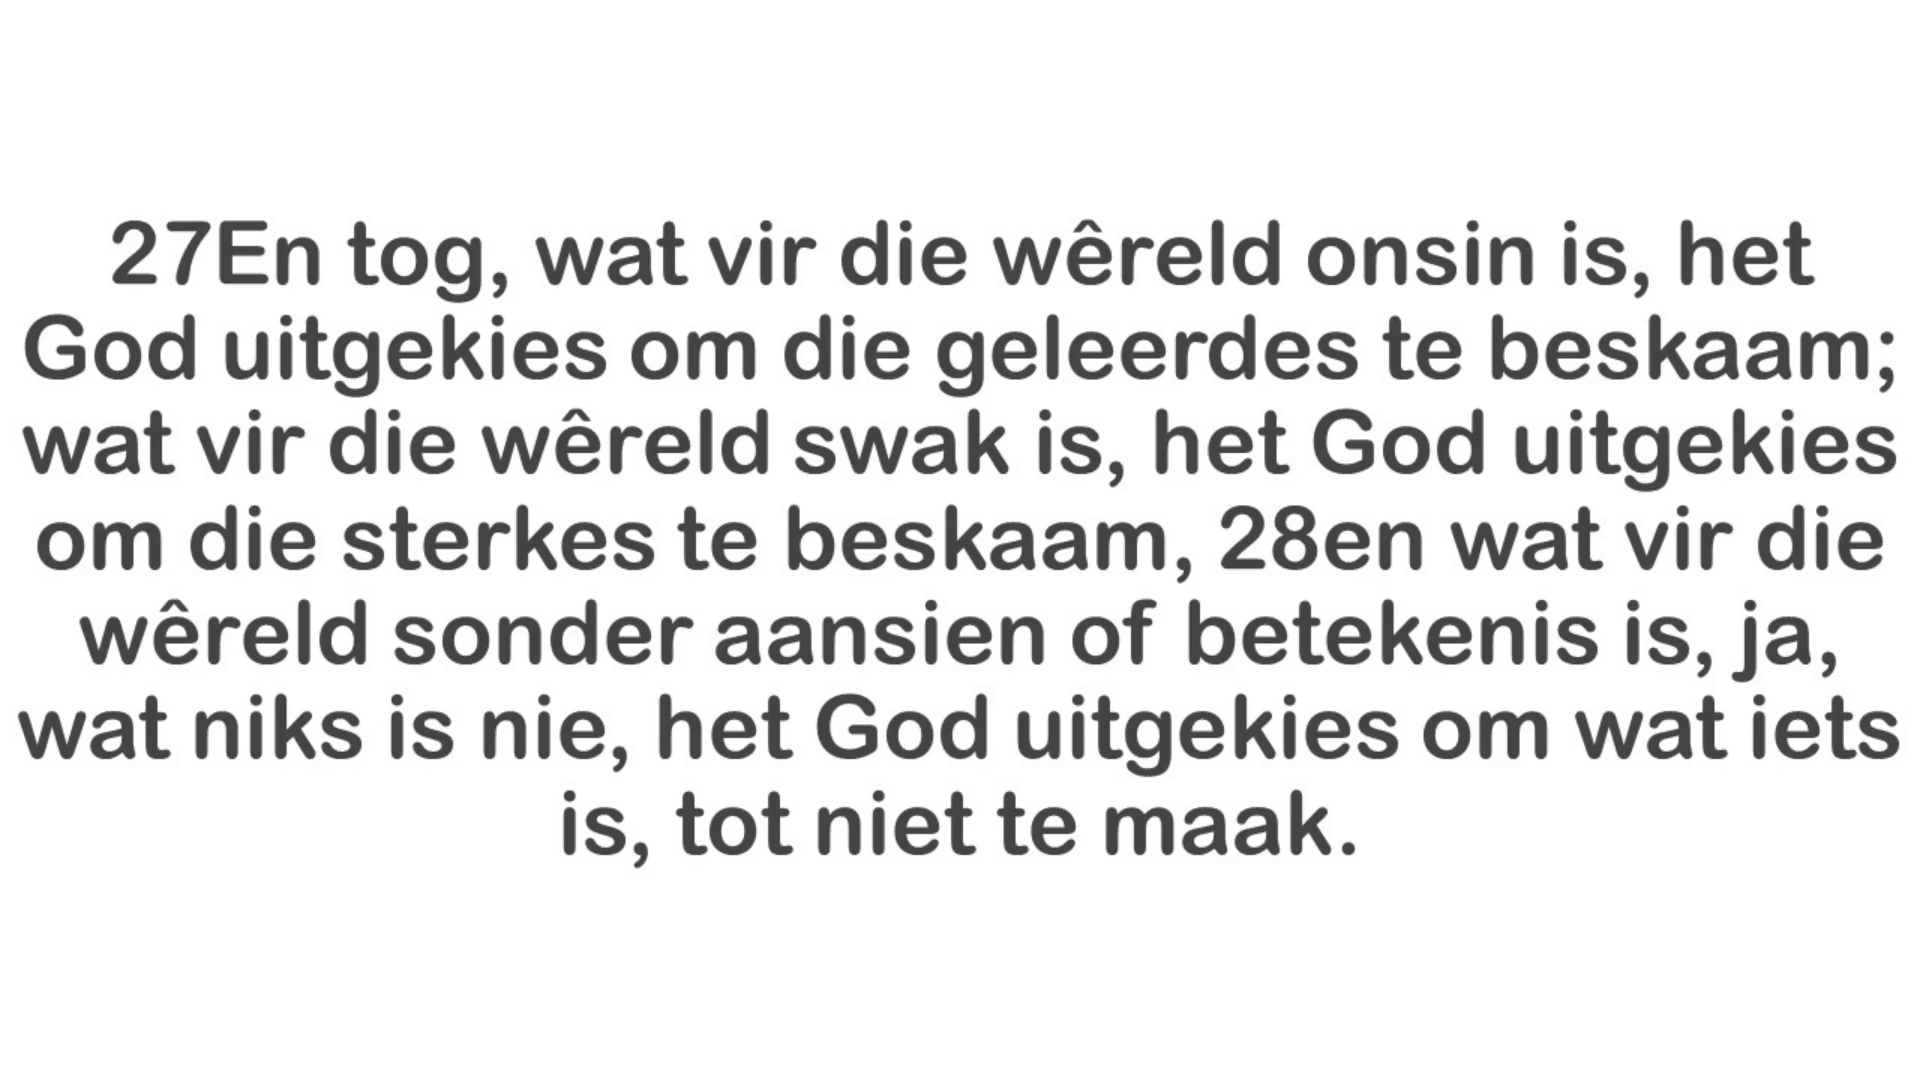 27En tog, wat vir die wêreld onsin is, het
God uitgekies om die geleerdes te beskaam;
wat vir die wêreld swak is, het God uitgekies
om die sterkes te beskaam, 28en wat vir die
wêreld sonder aansien of betekenis is, ja,
wat niks is nie, het God uitgekies om wat iets
is, tot niet te maak.